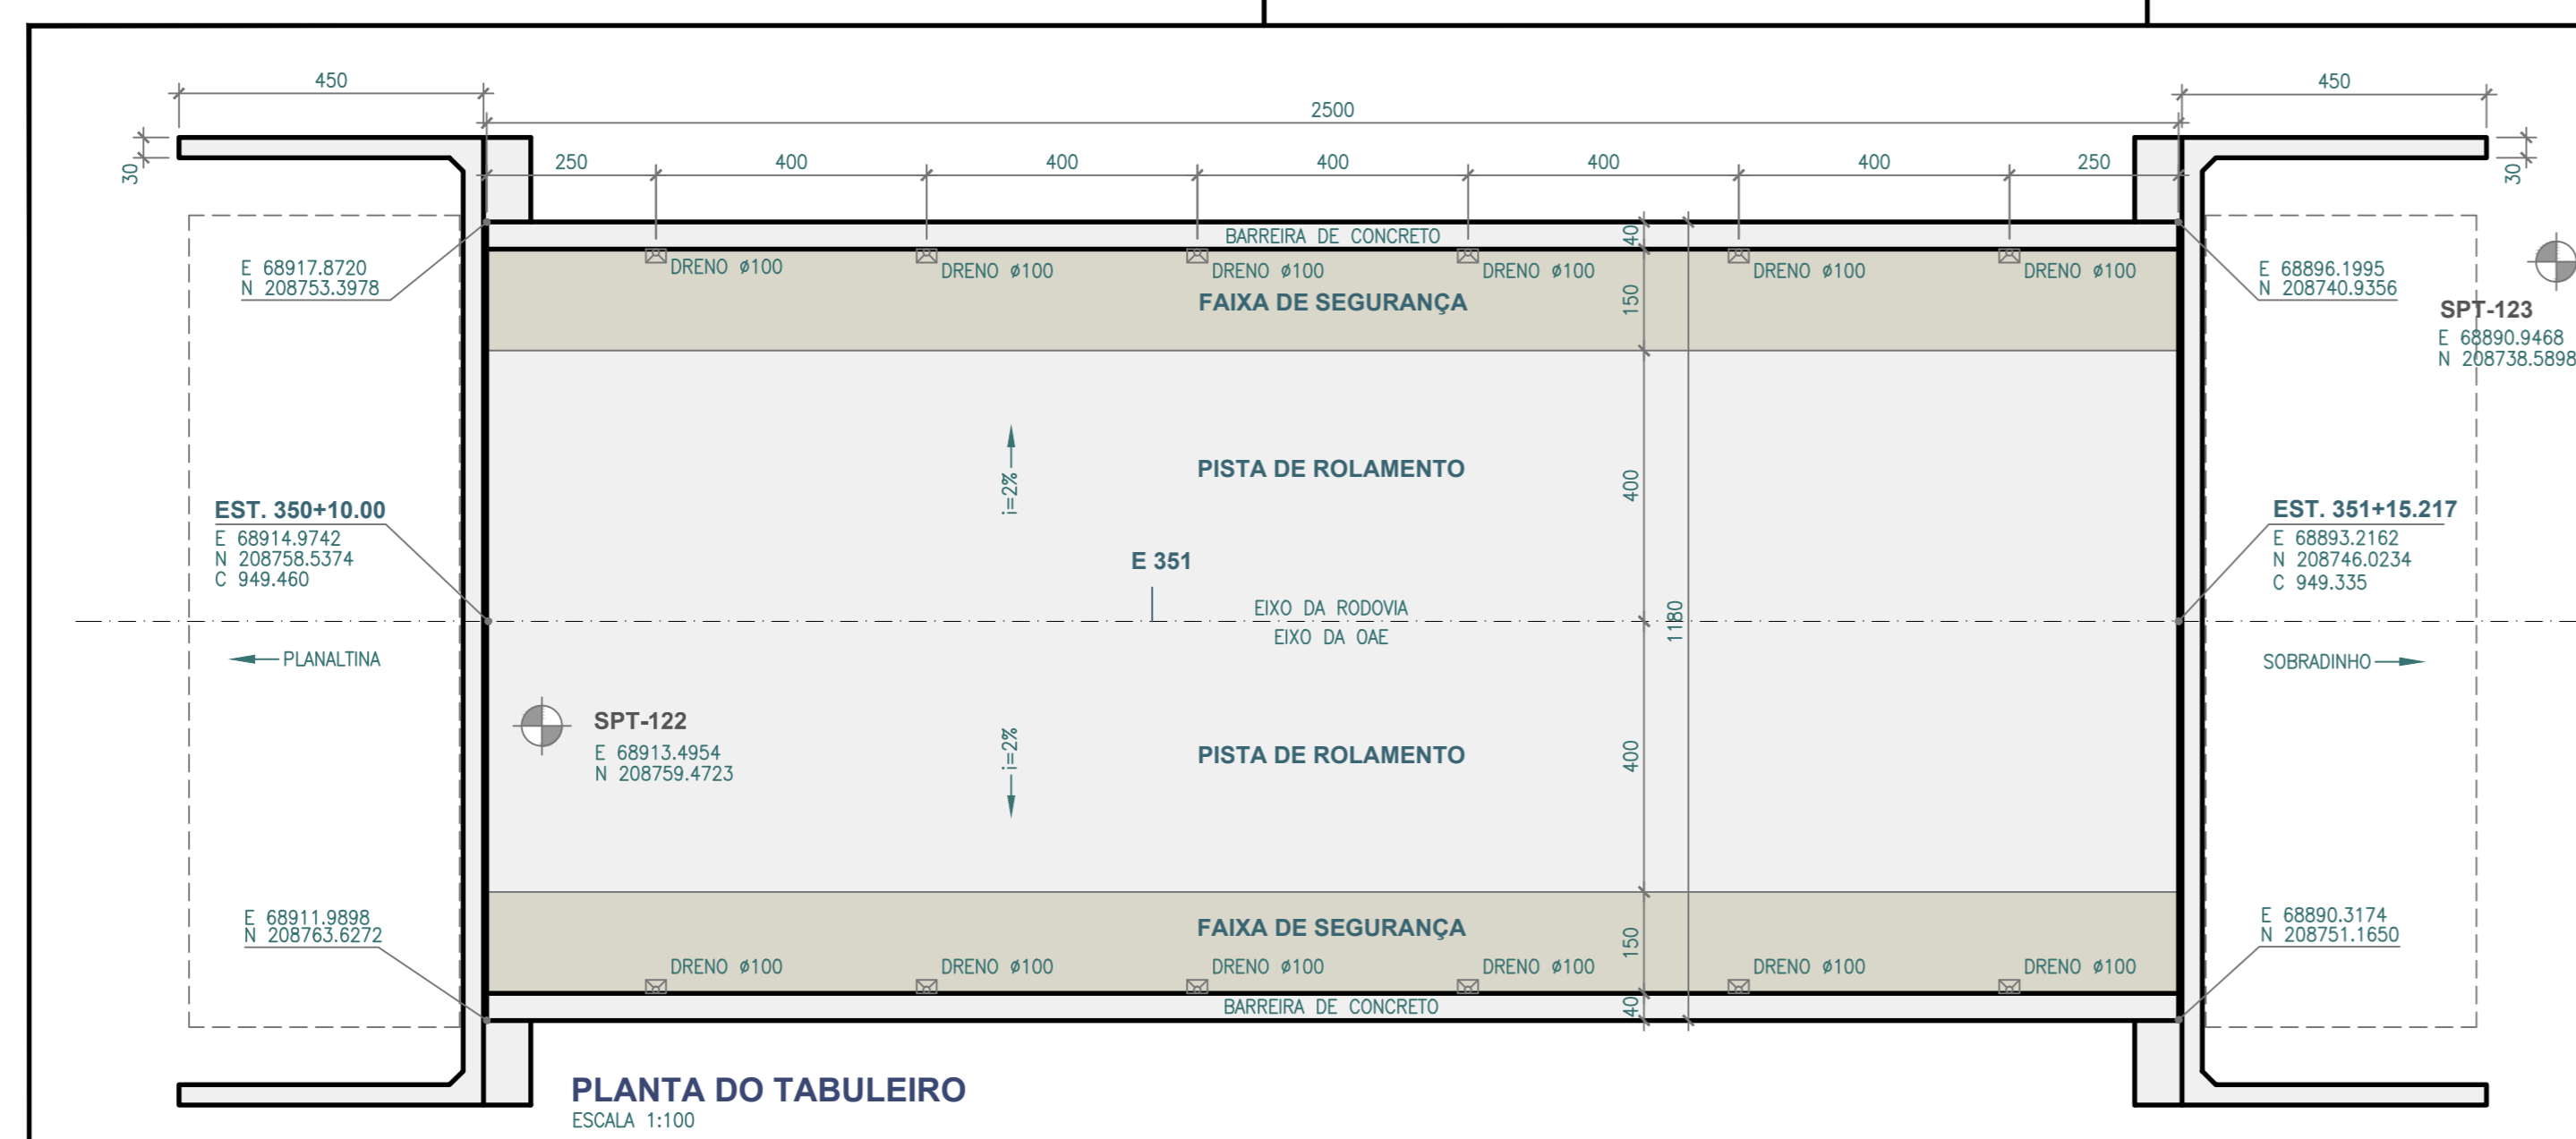 450
450
2500
250
400
400
400
400
400
250
30
30
BARREIRA DE CONCRETO
40
DRENO ø100
DRENO ø100
DRENO ø100
DRENO ø100
DRENO ø100
DRENO ø100
E 68917.8720
N 208753.3978
E 68896.1995
N 208740.9356
FAIXA DE SEGURANÇA
150
SPT-123
E 68890.9468
N 208738.5898
PISTA DE ROLAMENTO
i=2%
400
EST. 350+10.00
E 68914.9742
N 208758.5374
C 949.460
EST. 351+15.217
E 68893.2162
N 208746.0234
C 949.335
E 351
EIXO DA RODOVIA
EIXO DA OAE
1180
PLANALTINA
SOBRADINHO
SPT-122
E 68913.4954
N 208759.4723
i=2%
PISTA DE ROLAMENTO
400
E 68911.9898
N 208763.6272
E 68890.3174
N 208751.1650
FAIXA DE SEGURANÇA
150
DRENO ø100
DRENO ø100
DRENO ø100
DRENO ø100
DRENO ø100
DRENO ø100
BARREIRA DE CONCRETO
40
PLANTA DO TABULEIRO
ESCALA 1:100